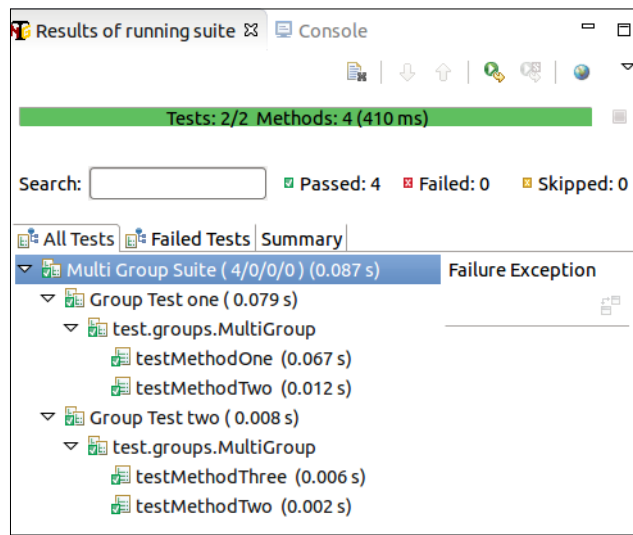 Results of running suite Console
Tests: 2/2 Methods: 4 (410 ms)
Search: Passed: 4 Failed: 0 Skipped: 0
All Tests Failed Tests Summary
Multi Group Suite ( 4/0/0/0 ) (0.087 s) Failure Exception
Group Test one ( 0.079 s)
test.groups.MultiGroup
testMethodOne (0.067 s)
testMethodTwo (0.012 s)
Group Test two ( 0.008 s)
test.groups.MultiGroup
testMethodThree (0.006 s)
testMethodTwo (0.002 s)